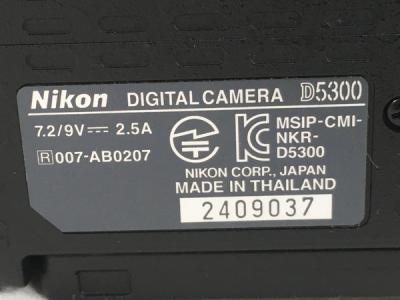 Nikon DIGITAL CAMERA D5300
7.2/9V⎓ 2.5A
R 007-AB0207
MSIP-CMI-
NKR-
D5300
NIKON CORP., JAPAN
MADE IN THAILAND
2409037